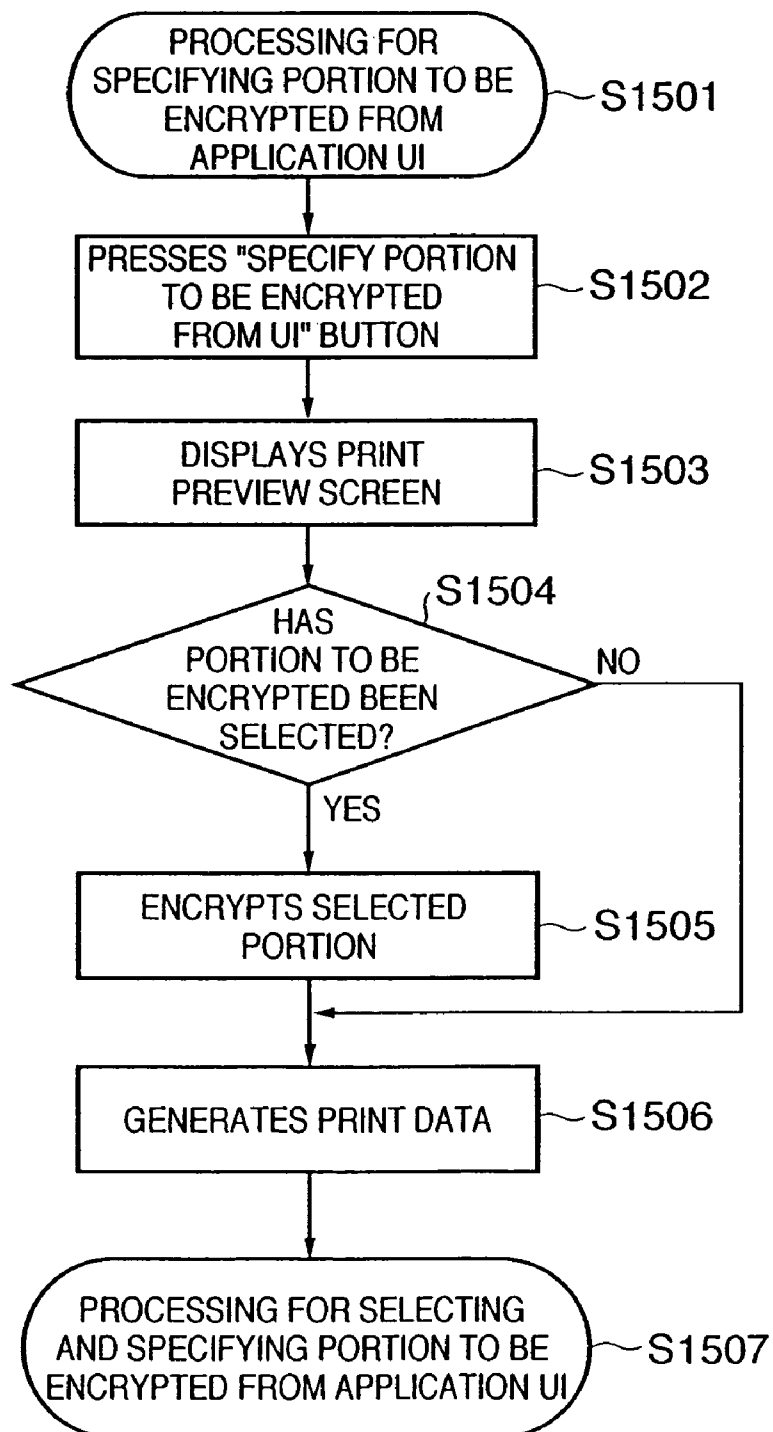 PROCESSING FOR
SPECIFYING PORTION TO BE
ENCRYPTED FROM
APPLICATION UI
S1501
PRESSES "SPECIFY PORTION
TO BE ENCRYPTED
FROM UI" BUTTON
S1502
DISPLAYS PRINT
PREVIEW SCREEN
S1503
S1504
HAS
PORTION TO BE
ENCRYPTED BEEN
SELECTED?
NO
YES
ENCRYPTS SELECTED
PORTION
S1505
GENERATES PRINT DATA
S1506
PROCESSING FOR SELECTING
AND SPECIFYING PORTION TO BE
ENCRYPTED FROM APPLICATION UI
S1507